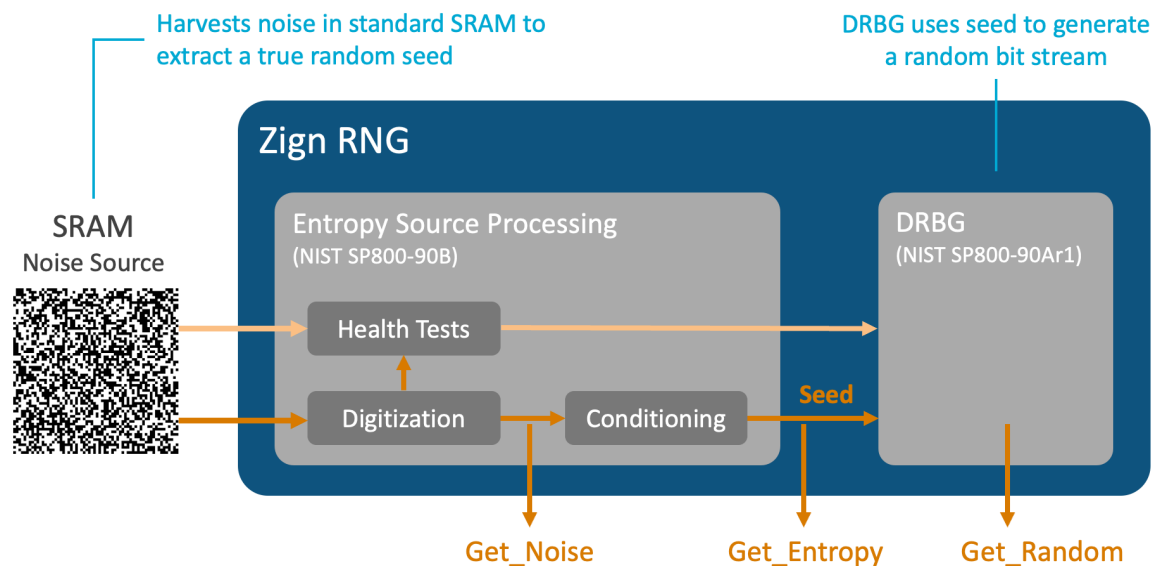 Harvests noise in standard SRAM to
extract a true random seed
DRBG uses seed to generate
a random bit stream
Zign RNG
SRAM
Noise Source
Entropy Source Processing
(NIST SP800-90B)
DRBG
(NIST SP800-90Ar1)
Health Tests
Digitization
Conditioning
Seed
Get_Noise
Get_Entropy
Get_Random